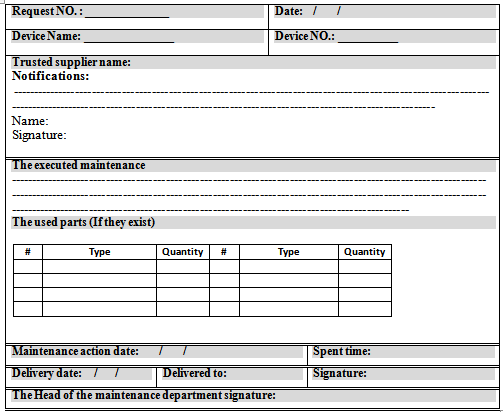 Request NO. : ______________ Date: / /
Device Name: _______________ Device NO.: __________
Trusted supplier name:
Notifications:
Name:
Signature:
The executed maintenance
The used parts (If they exist)
# Type Quantity # Type Quantity
Maintenance action date: / / Spent time:
Delivery date: / / Delivered to: Signature:
The Head of the maintenance department signature: